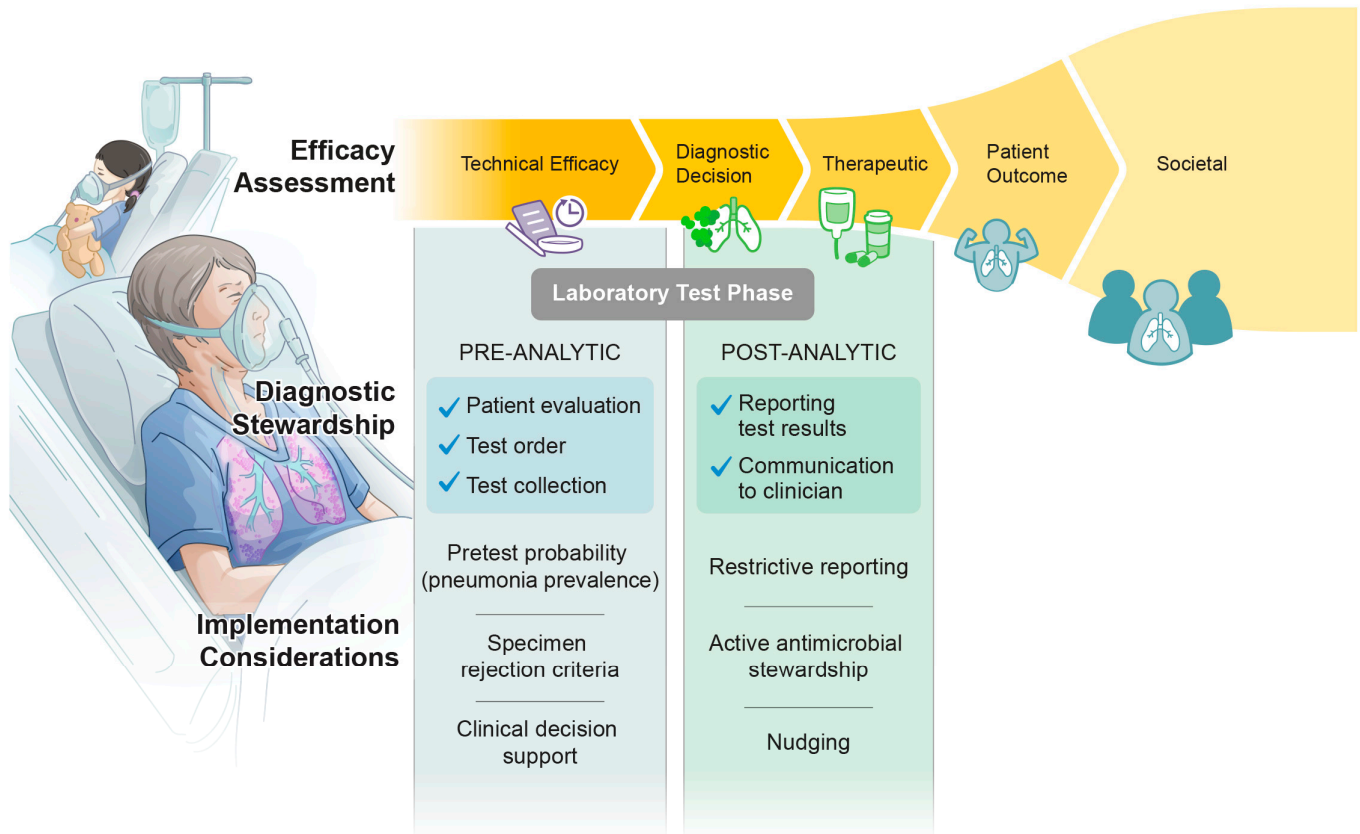 Efficacy
Assessment
Technical Efficacy
Diagnostic
Decision
Therapeutic
Patient
Outcome
Societal
Laboratory Test Phase
Diagnostic
Stewardship
PRE-ANALYTIC
Patient evaluation
Test order
Test collection
POST-ANALYTIC
Reporting
test results
Communication
to clinician
Implementation
Considerations
Pretest probability
(pneumonia prevalence)
Specimen
rejection criteria
Clinical decision
support
Restrictive reporting
Active antimicrobial
stewardship
Nudging